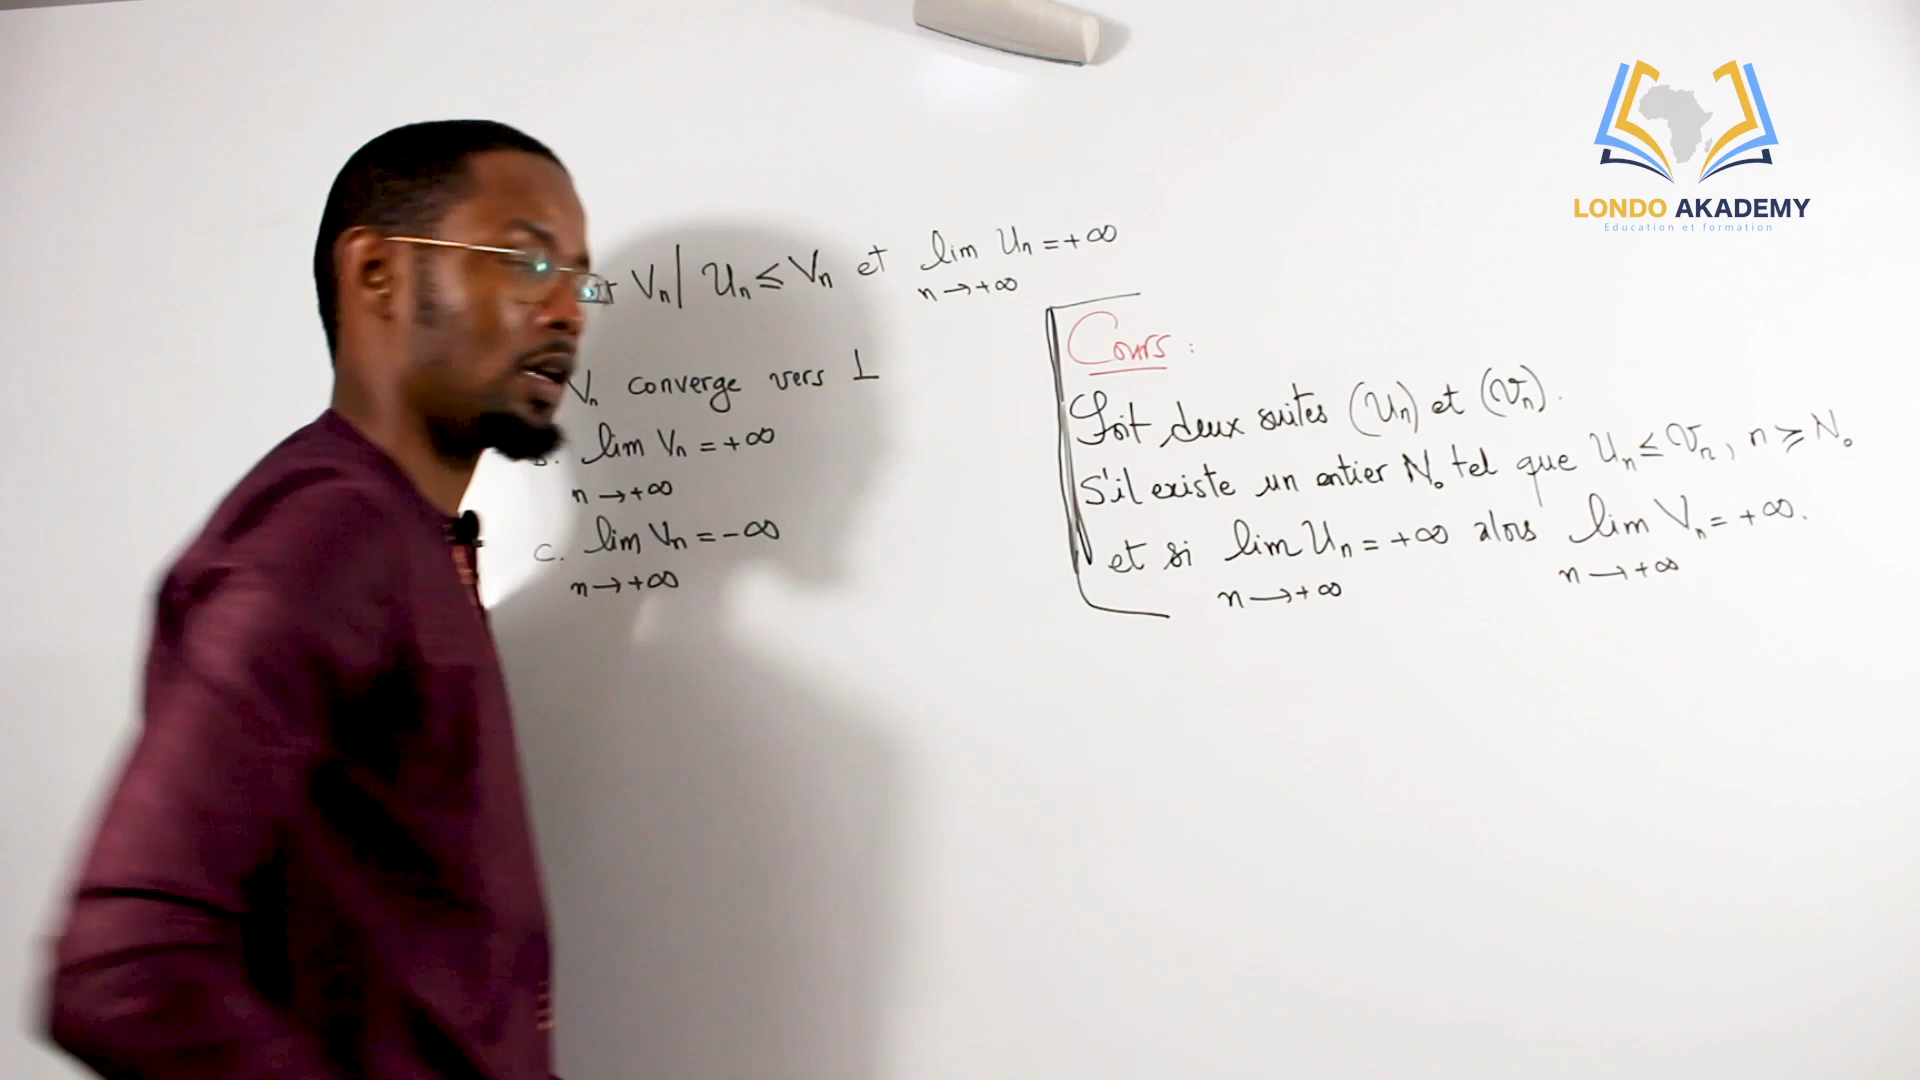 Vn / Un ≤ Vn et lim Un = +∞
n → +∞
Vn converge vers 1
lim Vn = +∞
n → +∞
C. lim Vn = -∞
n → +∞
Cours :
Soit deux suites (Un) et (Vn).
S'il existe un entier N₀ tel que Un ≤ Vn, n ≥ N₀
et si lim Un = +∞ alors lim Vn = +∞.
n → +∞ n → +∞
LONDO AKADEMY
Education et formation